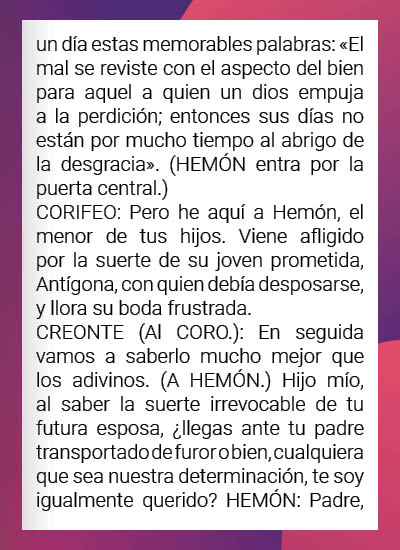 un día estas memorables palabras: «El
mal se reviste con el aspecto del bien
para aquel a quien un dios empuja
a la perdición; entonces sus días no
están por mucho tiempo al abrigo de
la desgracia». (HEMÓN entra por la
puerta central.)
CORIFEO: Pero he aquí a Hemón, el
menor de tus hijos. Viene afligido
por la suerte de su joven prometida,
Antígona, con quien debía desposarse,
y llora su boda frustrada.
CREONTE (Al CORO.): En seguida
vamos a saberlo mucho mejor que
los adivinos. (A HEMÓN.) Hijo mío,
al saber la suerte irrevocable de tu
futura esposa, ¿llegas ante tu padre
transportado de furor o bien, cualquiera
que sea nuestra determinación, te soy
igualmente querido? HEMÓN: Padre,